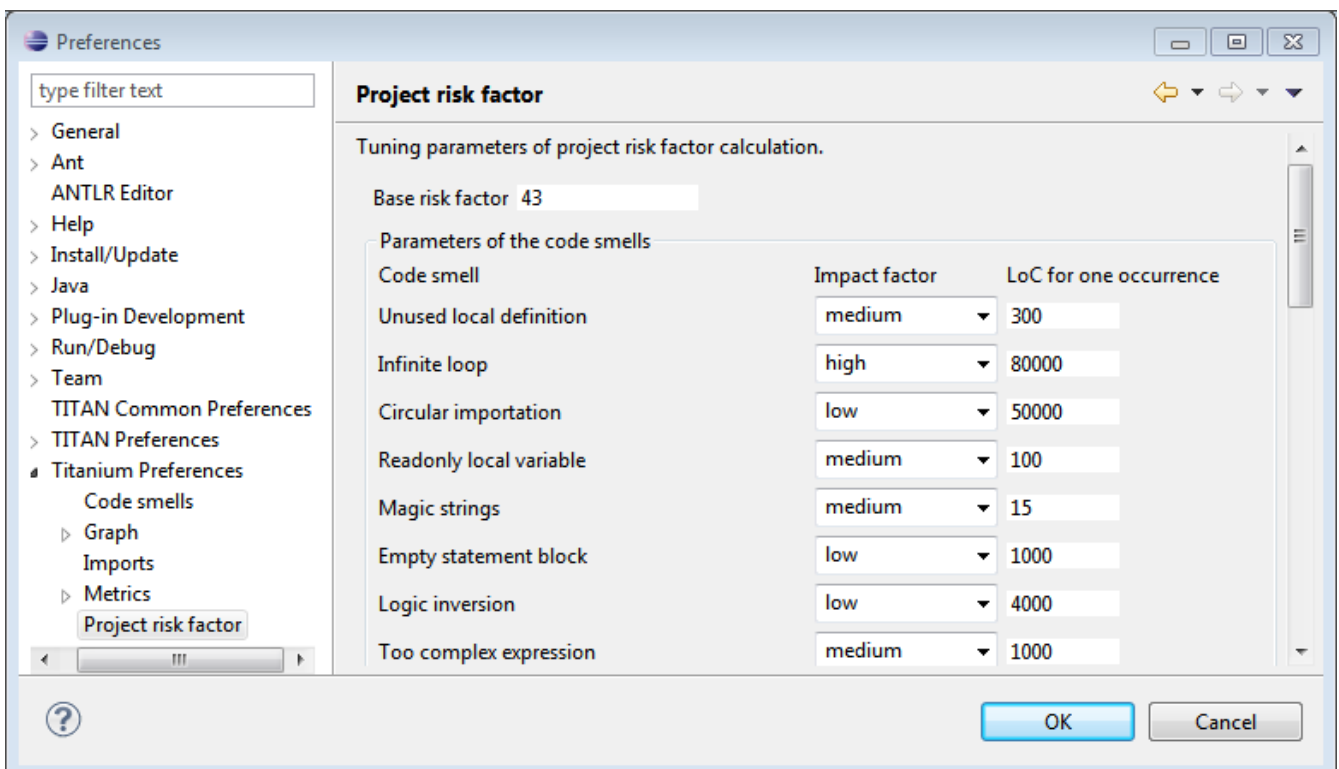 Preferences
type filter text
General
Ant
ANTLR Editor
Help
Install/Update
Java
Plug-in Development
Run/Debug
Team
TITAN Common Preferences
TITAN Preferences
Titanium Preferences
Code smells
Graph
Imports
Metrics
Project risk factor
Project risk factor
Tuning parameters of project risk factor calculation.
Base risk factor 43
Parameters of the code smells
Code smell Impact factor LoC for one occurrence
Unused local definition medium 300
Infinite loop high 80000
Circular importation low 50000
Readonly local variable medium 100
Magic strings medium 15
Empty statement block low 1000
Logic inversion low 4000
Too complex expression medium 1000
OK Cancel